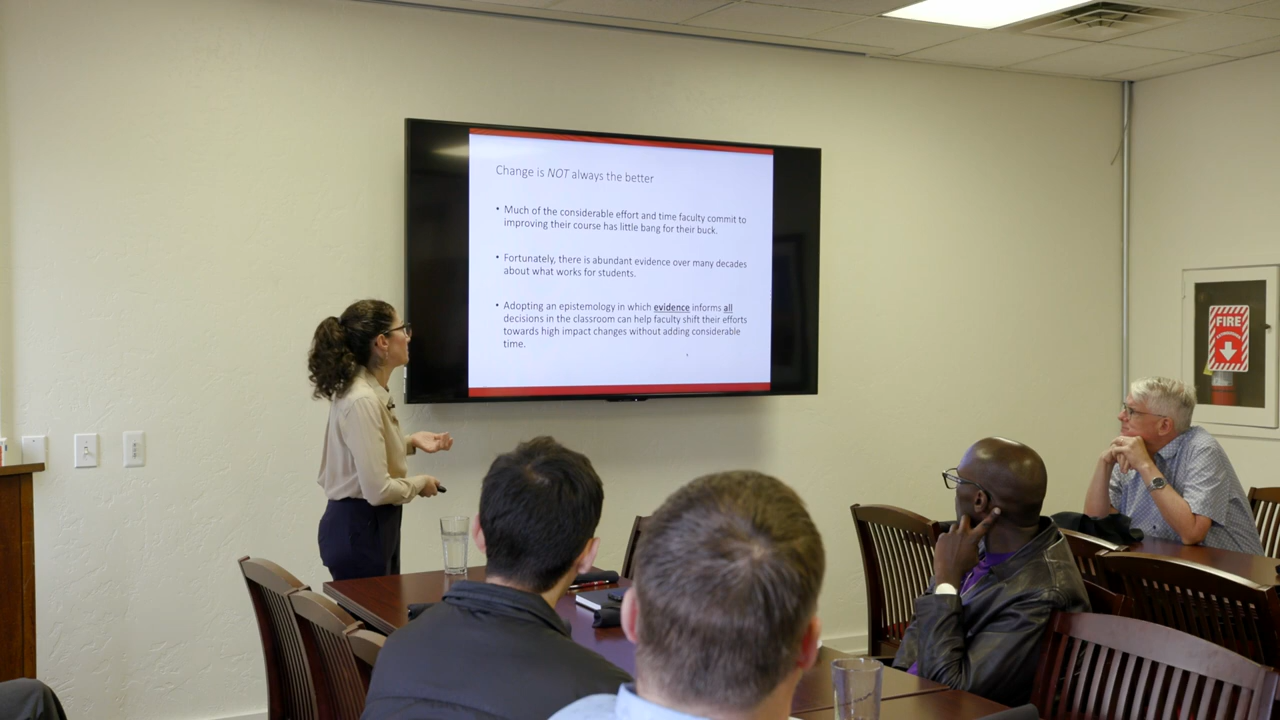 Change is NOT always the better
• Much of the considerable effort and time faculty commit to
improving their course has little bang for their buck.
• Fortunately, there is abundant evidence over many decades
about what works for students.
• Adopting an epistemology in which evidence informs all
decisions in the classroom can help faculty shift their efforts
towards high impact changes without adding considerable
time.
FIRE